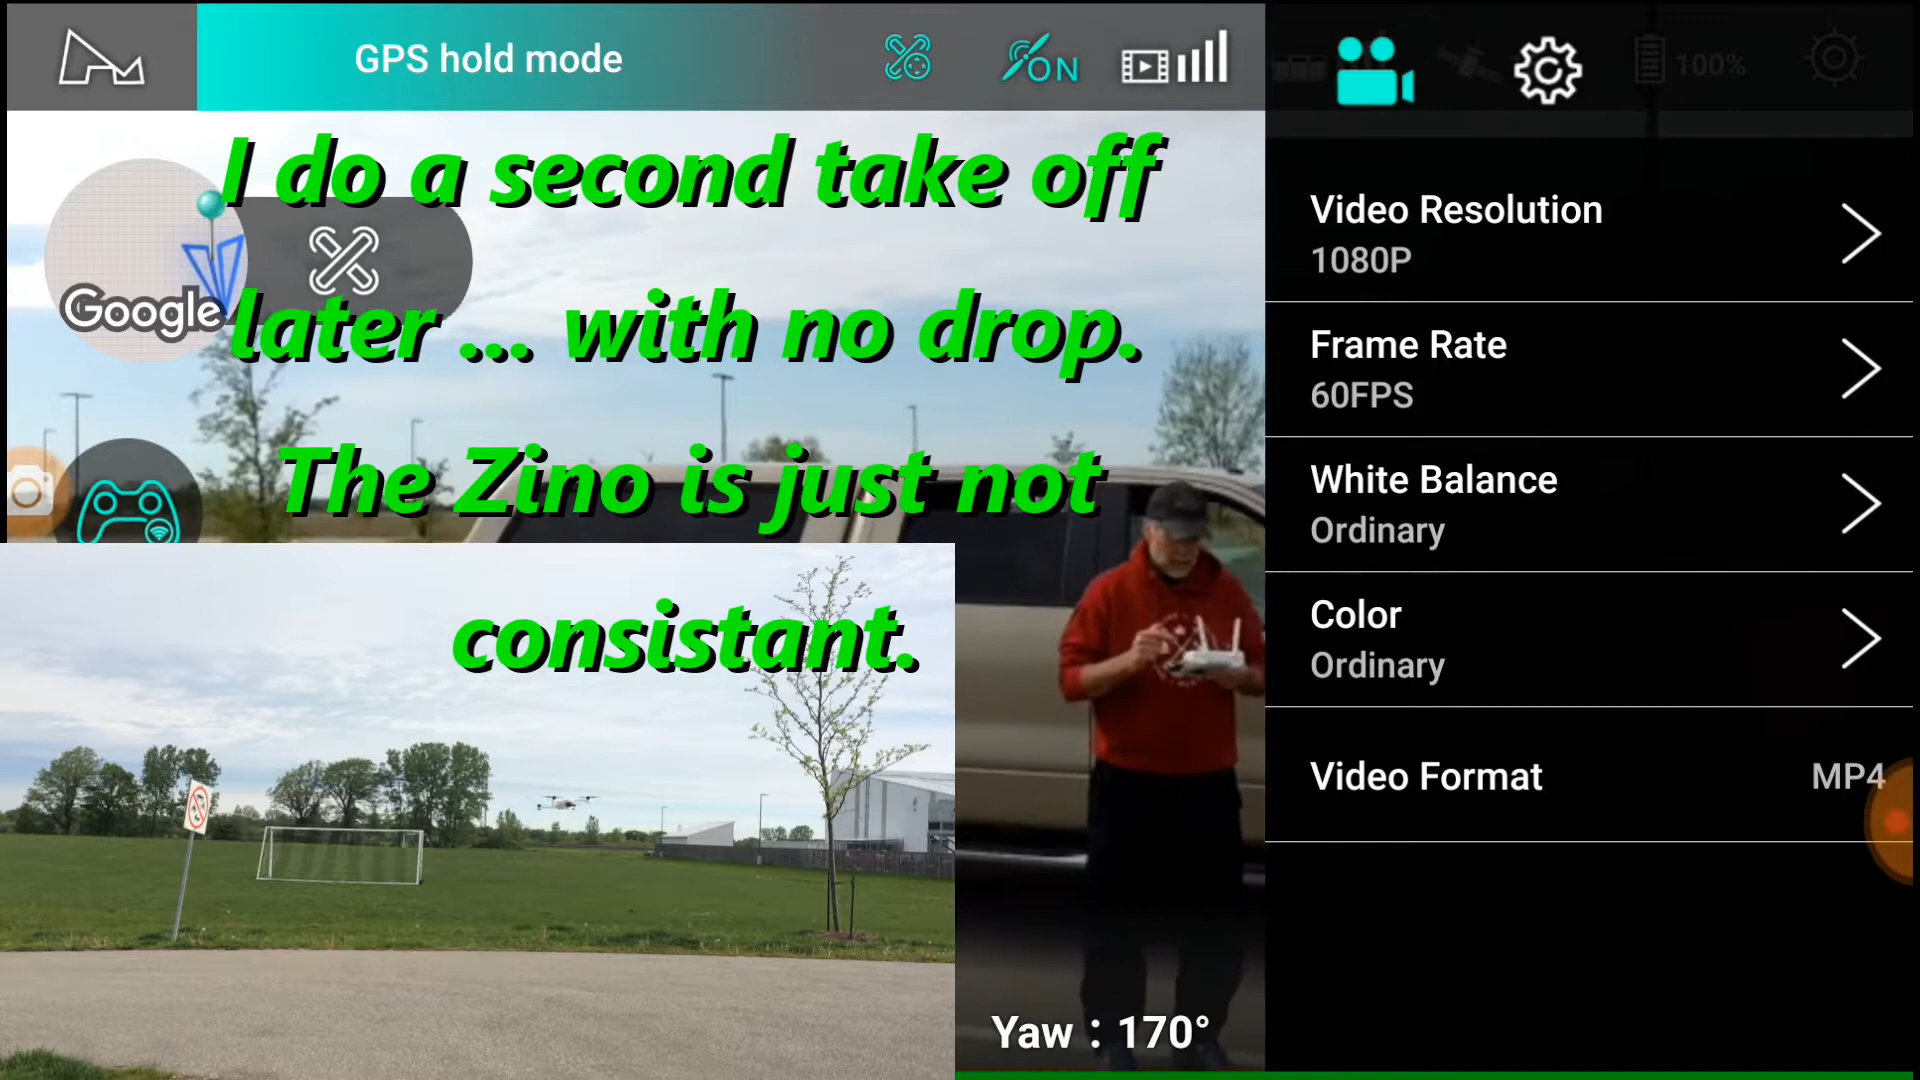 GPS hold mode
ON
100%
I do a second take off
later ... with no drop.
The Zino is just not
consistant.
Google
Video Resolution
1080P
Frame Rate
60FPS
White Balance
Ordinary
Color
Ordinary
Video Format
MP4
Yaw : 170°